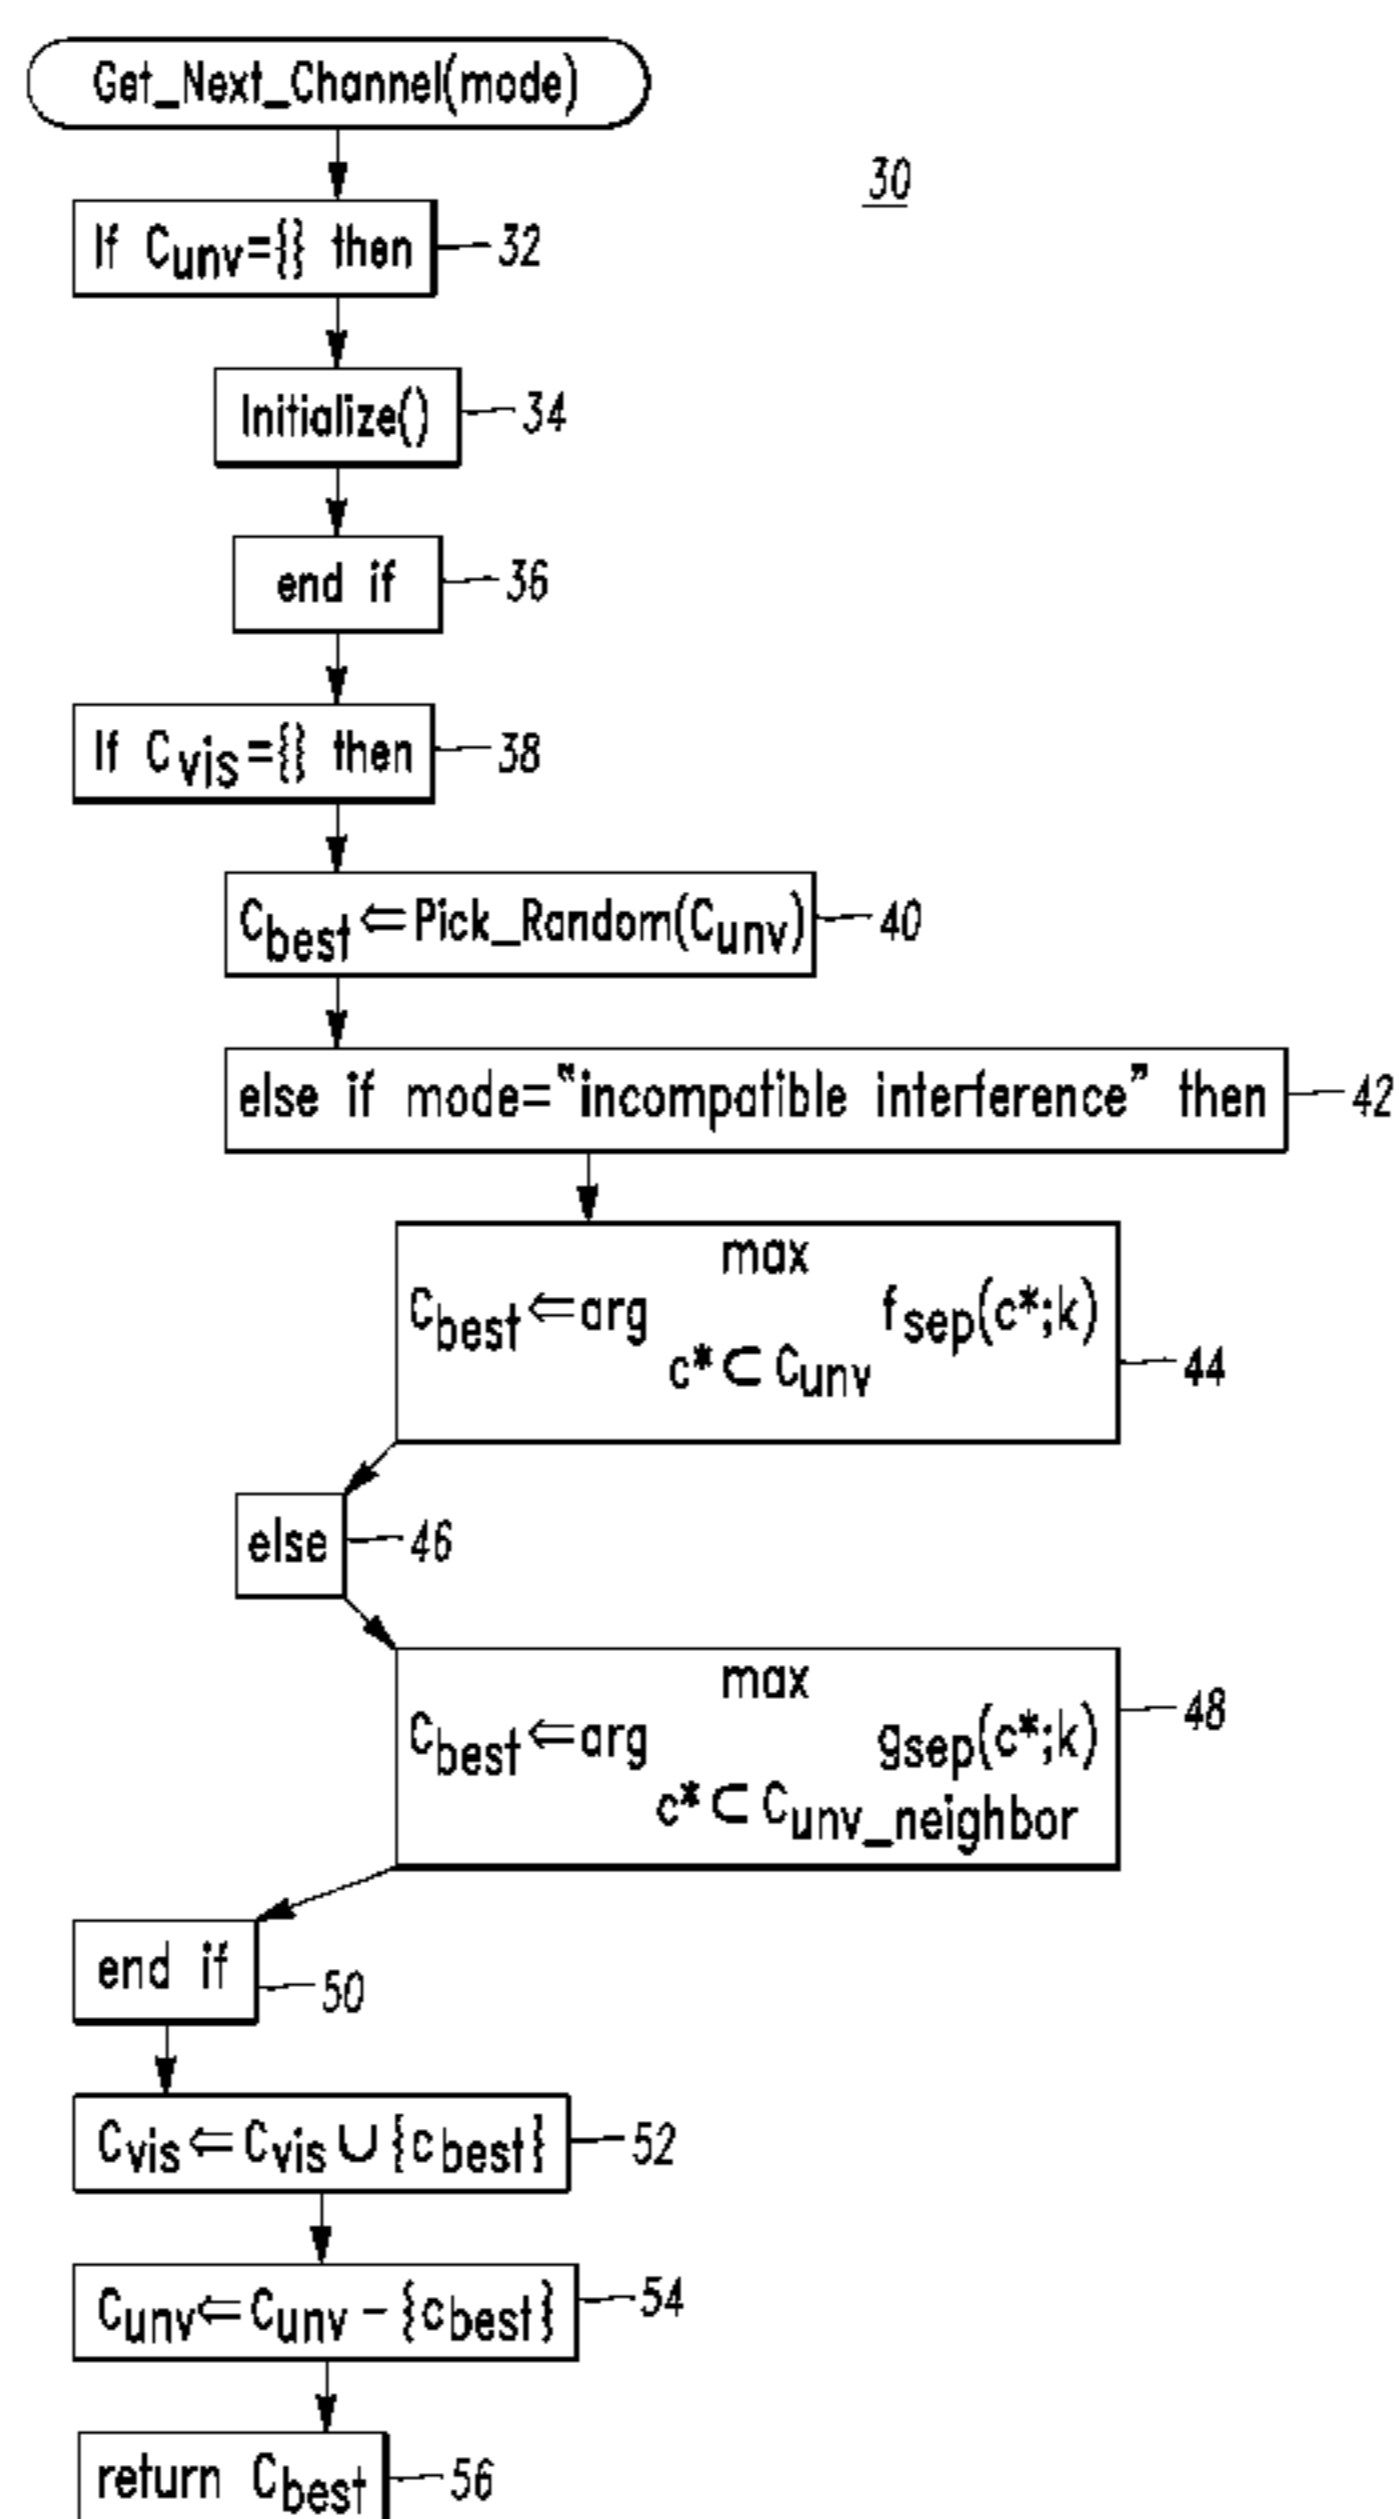 Get_Next_Channel(mode)
30
If Cunv={} then
32
Initialize()
34
end if
36
If Cvis={} then
38
Cbest⇐Pick_Random(Cunv)
40
else if mode="incompatible interference" then
42
max
Cbest⇐arg fsep(c*;k)
c*⊂Cunv
44
else
46
max
Cbest⇐arg gsep(c*;k)
c*⊂Cunv_neighbor
48
end if
50
Cvis⇐Cvis∪{cbest}
52
Cunv⇐Cunv-{cbest}
54
return Cbest
56